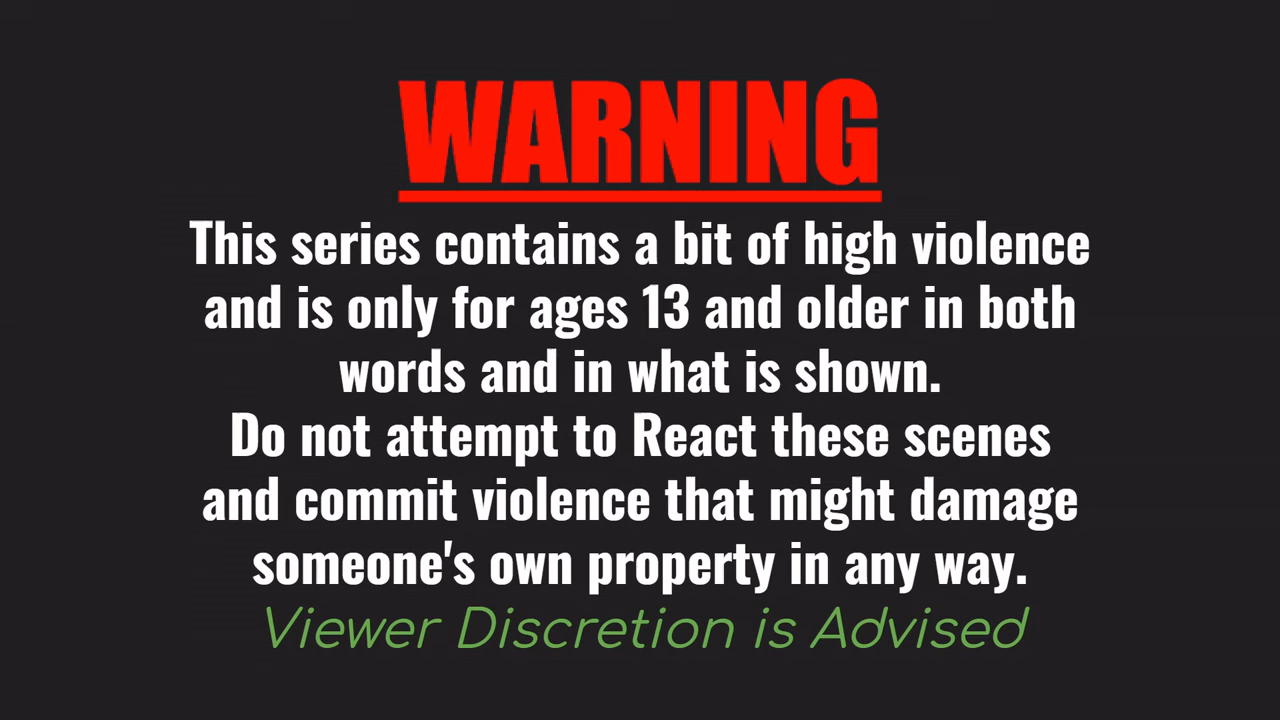 WARNING
This series contains a bit of high violence
and is only for ages 13 and older in both
words and in what is shown.
Do not attempt to React these scenes
and commit violence that might damage
someone's own property in any way.
Viewer Discretion is Advised